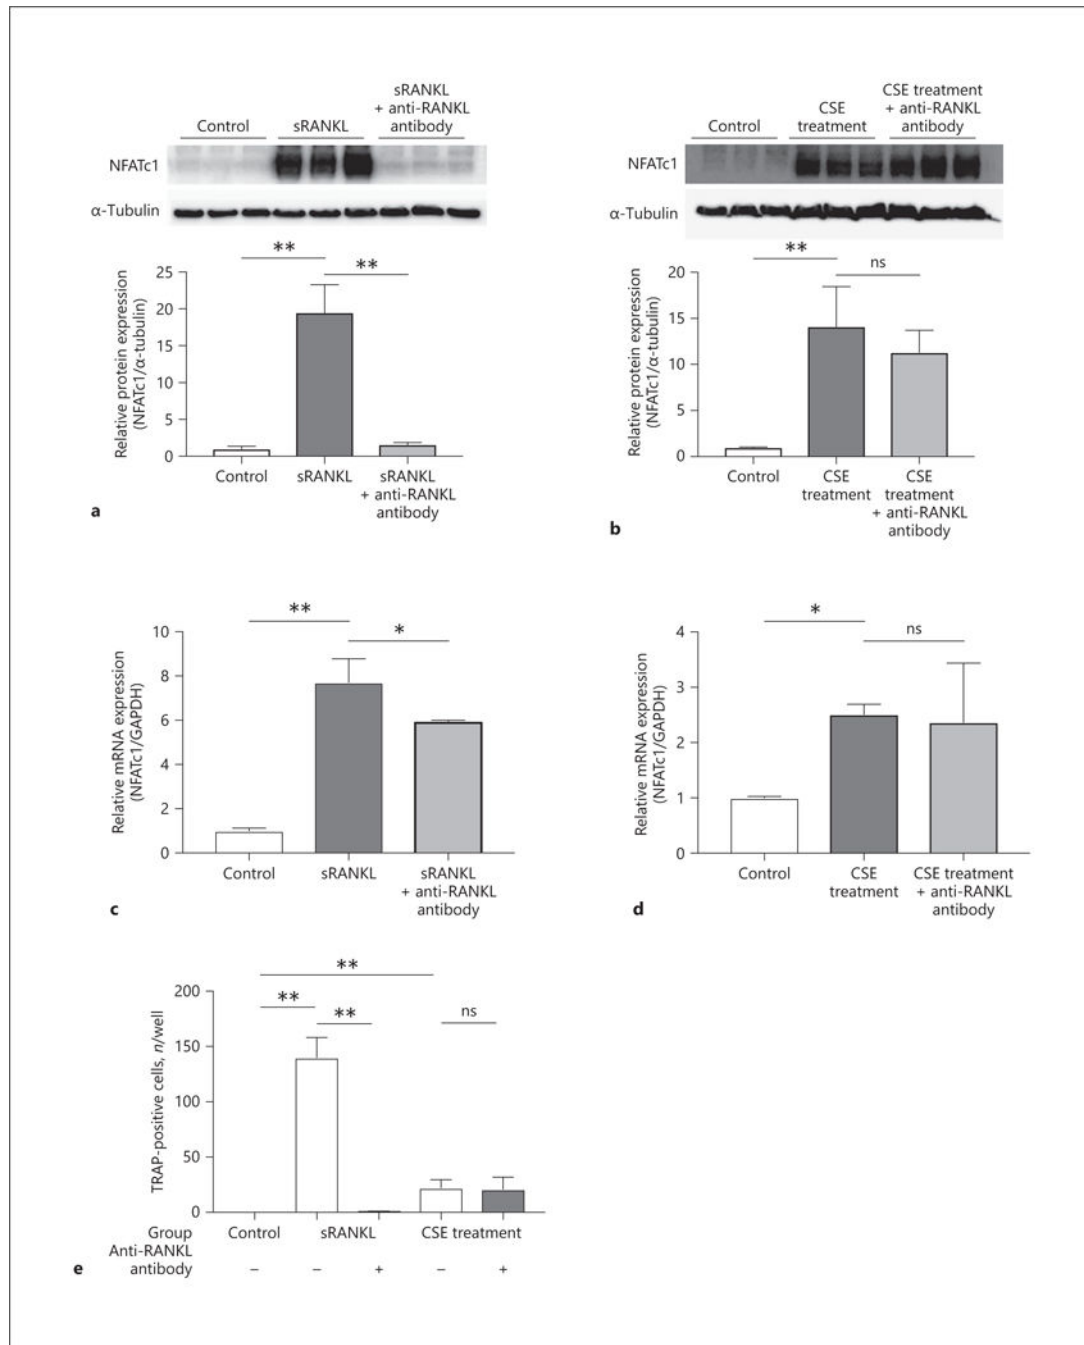 sRANKL
+ anti-RANKL
antibody
Control
sRANKL
NFATc1
α-Tubulin
**
**
25
20
15
10
5
0
Relative protein expression
(NFATc1/α-tubulin)
Control
sRANKL
sRANKL
+ anti-RANKL
antibody
a
CSE treatment
+ anti-RANKL
antibody
CSE
treatment
Control
NFATc1
α-Tubulin
**
ns
20
15
10
5
0
Relative protein expression
(NFATc1/α-tubulin)
Control
CSE
treatment
CSE
treatment
+ anti-RANKL
antibody
b
**
*
10
8
6
4
2
0
Relative mRNA expression
(NFATc1/GAPDH)
Control
sRANKL
sRANKL
+ anti-RANKL
antibody
c
*
ns
4
3
2
1
0
Relative mRNA expression
(NFATc1/GAPDH)
Control
CSE
treatment
CSE treatment
+ anti-RANKL
antibody
d
**
**
**
ns
200
150
100
50
0
TRAP-positive cells, n/well
Group
Control
sRANKL
CSE treatment
Anti-RANKL
antibody
– – + – +
e